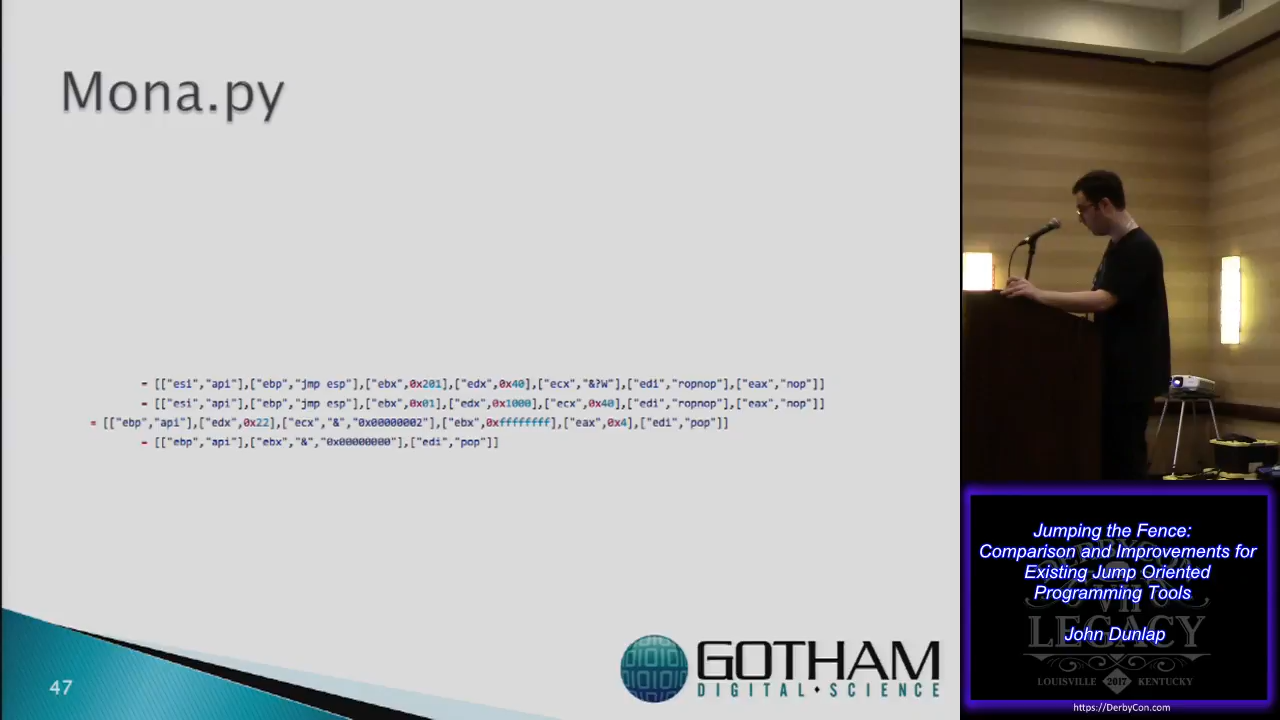 Mona.py
= [["esi","api"],["ebp","jmp esp"],["ebx",0x201],["edx",0x40],["ecx","&?W"],["edi","ropnop"],["eax","nop"]]
= [["esi","api"],["ebp","jmp esp"],["ebx",0x01],["edx",0x1000],["ecx",0x40],["edi","ropnop"],["eax","nop"]]
= [["ebp","api"],["edx",0x22],["ecx","&","0x00000002"],["ebx",0xffffffff],["eax",0x4],["edi","pop"]]
= [["ebp","api"],["ebx","&","0x00000000"],["edi","pop"]]
47
GOTHAM
DIGITAL SCIENCE
Jumping the Fence:
Comparison and Improvements for
Existing Jump Oriented
Programming Tools
John Dunlap
LEGACY
LOUISVILLE 2017 KENTUCKY
https://DerbyCon.com